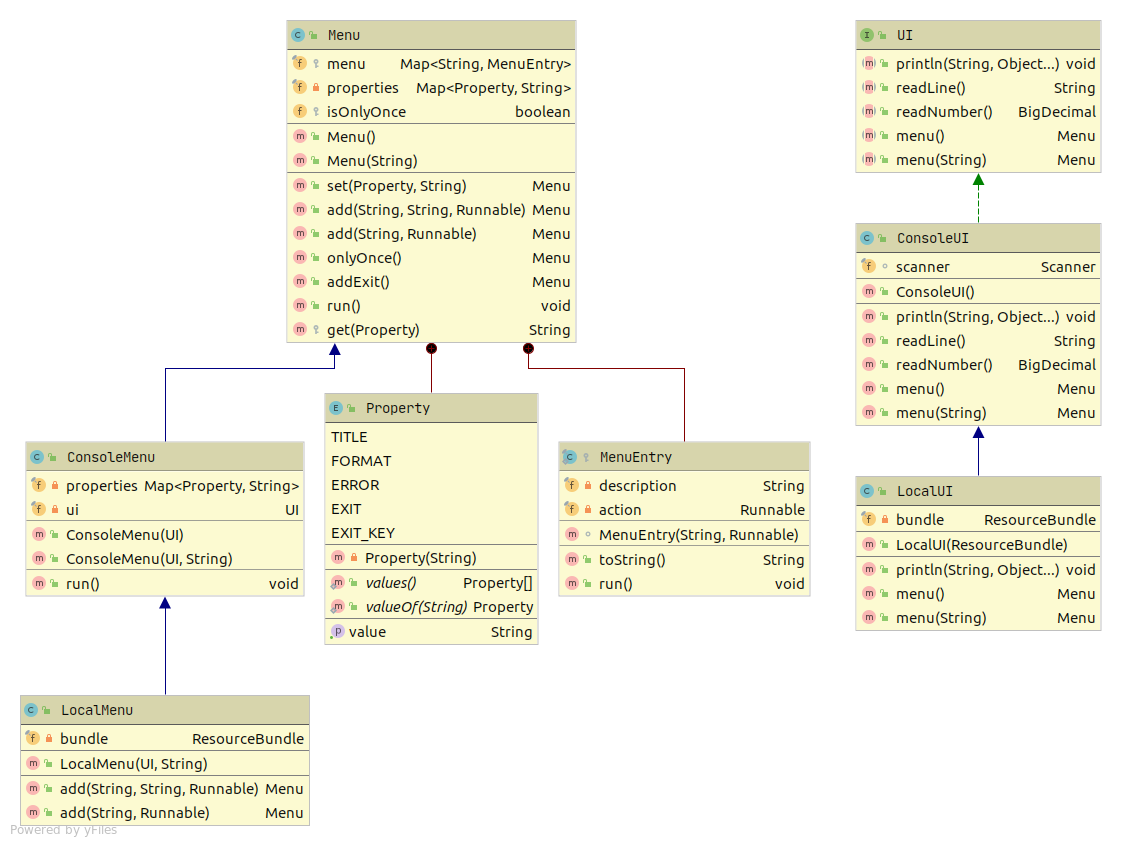 Menu
menu Map<String, MenuEntry>
properties Map<Property, String>
isOnlyOnce boolean
Menu()
Menu(String)
set(Property, String) Menu
add(String, String, Runnable) Menu
add(String, Runnable) Menu
onlyOnce() Menu
addExit() Menu
run() void
get(Property) String
UI
println(String, Object...) void
readLine() String
readNumber() BigDecimal
menu() Menu
menu(String) Menu
ConsoleUI
scanner Scanner
ConsoleUI()
println(String, Object...) void
readLine() String
readNumber() BigDecimal
menu() Menu
menu(String) Menu
ConsoleMenu
properties Map<Property, String>
ui UI
ConsoleMenu(UI)
ConsoleMenu(UI, String)
run() void
Property
TITLE
FORMAT
ERROR
EXIT
EXIT_KEY
Property(String)
values() Property[]
valueOf(String) Property
value String
MenuEntry
description String
action Runnable
MenuEntry(String, Runnable)
toString() String
run() void
LocalUI
bundle ResourceBundle
LocalUI(ResourceBundle)
println(String, Object...) void
menu() Menu
menu(String) Menu
LocalMenu
bundle ResourceBundle
LocalMenu(UI, String)
add(String, String, Runnable) Menu
add(String, Runnable) Menu
Powered by yFiles